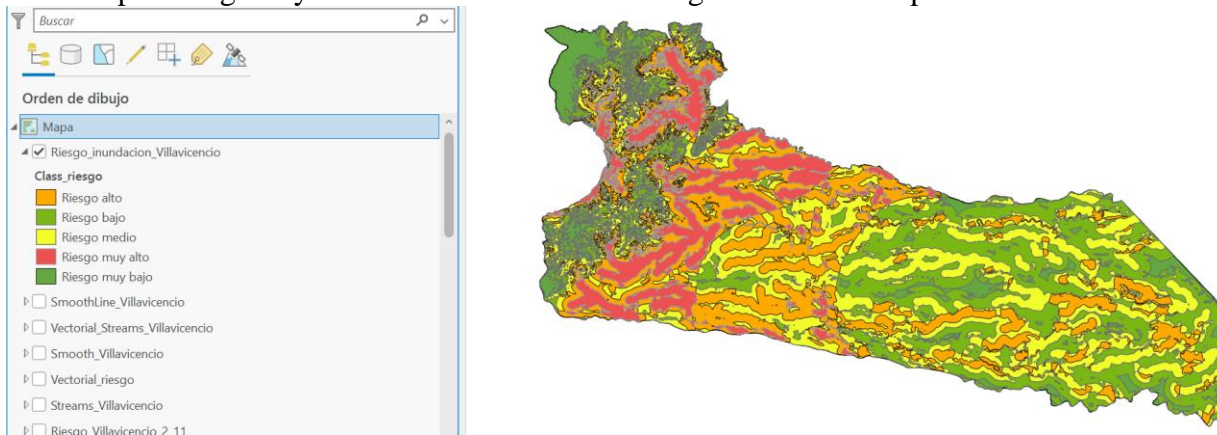 Buscar
Orden de dibujo
Mapa
Riesgo_inundacion_Villavicencio
Class_riesgo
Riesgo alto
Riesgo bajo
Riesgo medio
Riesgo muy alto
Riesgo muy bajo
SmoothLine_Villavicencio
Vectorial_Streams_Villavicencio
Smooth_Villavicencio
Vectorial_riesgo
Streams_Villavicencio
Riesgo_Villavicencio_2_11